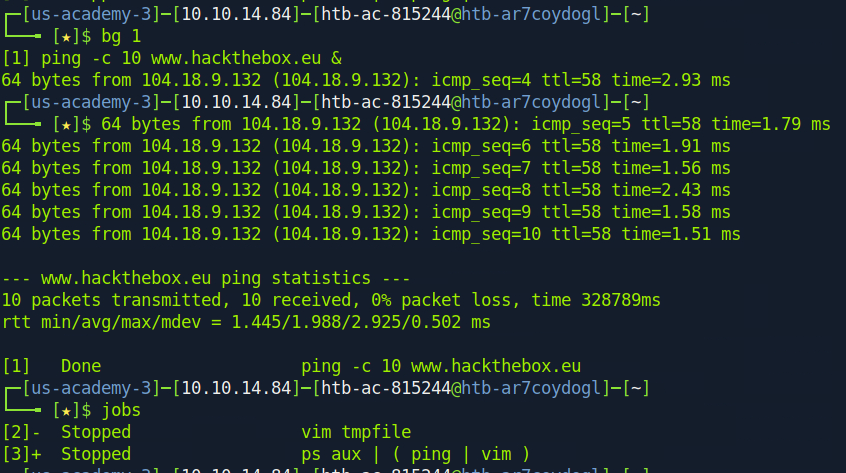 ┌─[us-academy-3]─[10.10.14.84]─[htb-ac-815244@htb-ar7coydogl]─[~]
└──╼ [★]$ bg 1
[1] ping -c 10 www.hackthebox.eu &
64 bytes from 104.18.9.132 (104.18.9.132): icmp_seq=4 ttl=58 time=2.93 ms
┌─[us-academy-3]─[10.10.14.84]─[htb-ac-815244@htb-ar7coydogl]─[~]
└──╼ [★]$ 64 bytes from 104.18.9.132 (104.18.9.132): icmp_seq=5 ttl=58 time=1.79 ms
64 bytes from 104.18.9.132 (104.18.9.132): icmp_seq=6 ttl=58 time=1.91 ms
64 bytes from 104.18.9.132 (104.18.9.132): icmp_seq=7 ttl=58 time=1.56 ms
64 bytes from 104.18.9.132 (104.18.9.132): icmp_seq=8 ttl=58 time=2.43 ms
64 bytes from 104.18.9.132 (104.18.9.132): icmp_seq=9 ttl=58 time=1.58 ms
64 bytes from 104.18.9.132 (104.18.9.132): icmp_seq=10 ttl=58 time=1.51 ms

--- www.hackthebox.eu ping statistics ---
10 packets transmitted, 10 received, 0% packet loss, time 328789ms
rtt min/avg/max/mdev = 1.445/1.988/2.925/0.502 ms

[1]   Done                    ping -c 10 www.hackthebox.eu
┌─[us-academy-3]─[10.10.14.84]─[htb-ac-815244@htb-ar7coydogl]─[~]
└──╼ [★]$ jobs
[2]-  Stopped                 vim tmpfile
[3]+  Stopped                 ps aux | ( ping | vim )